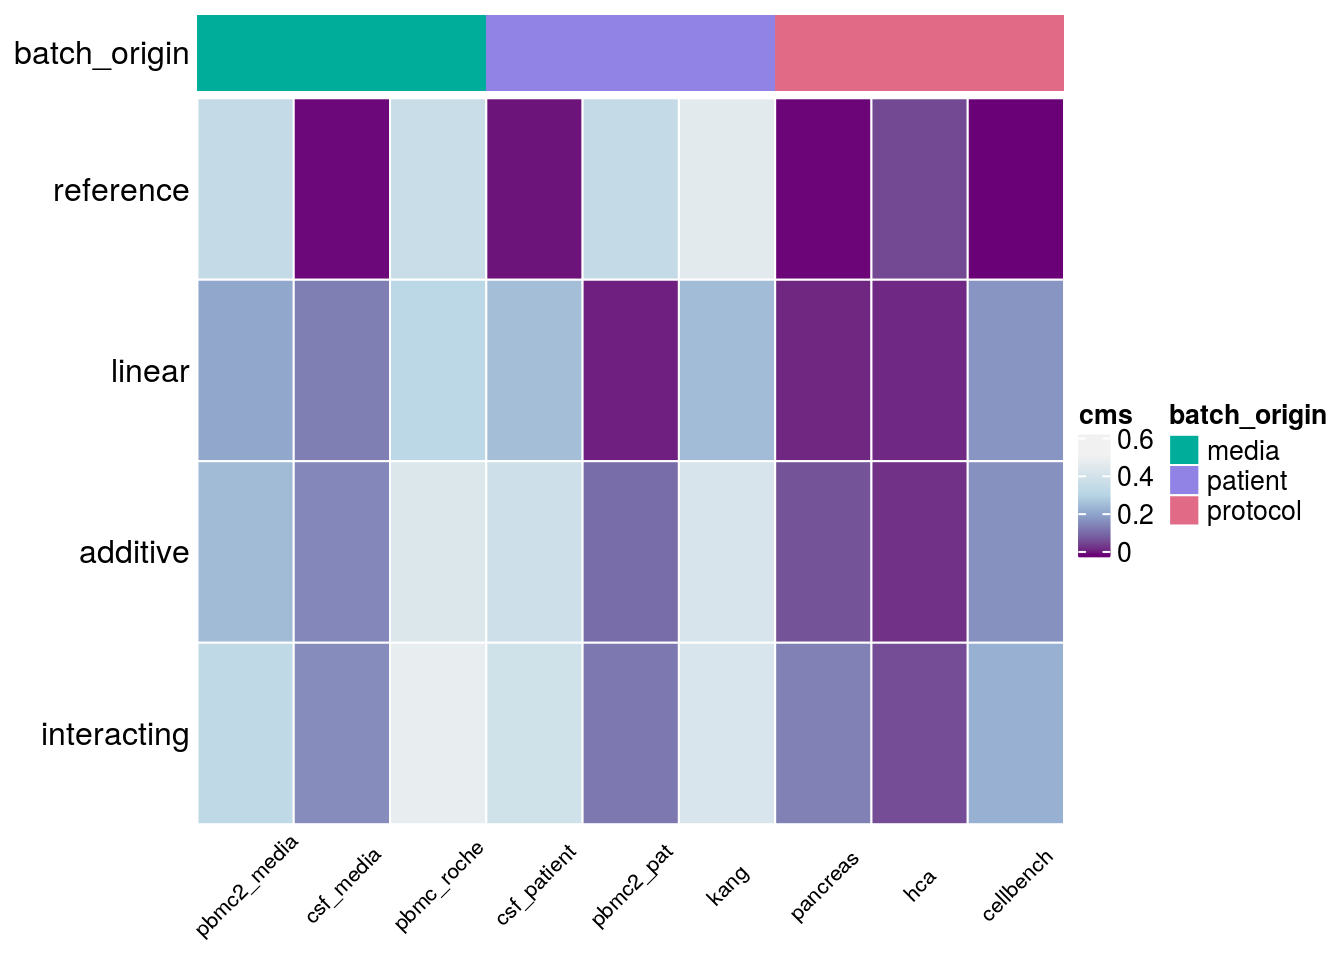 batch_origin
reference
linear
additive
interacting
pbmc2_media
csf_media
pbmc_roche
csf_patient
pbmc2_pat
kang
pancreas
hca
cellbench
cms
0.6
0.4
0.2
0
batch_origin
media
patient
protocol